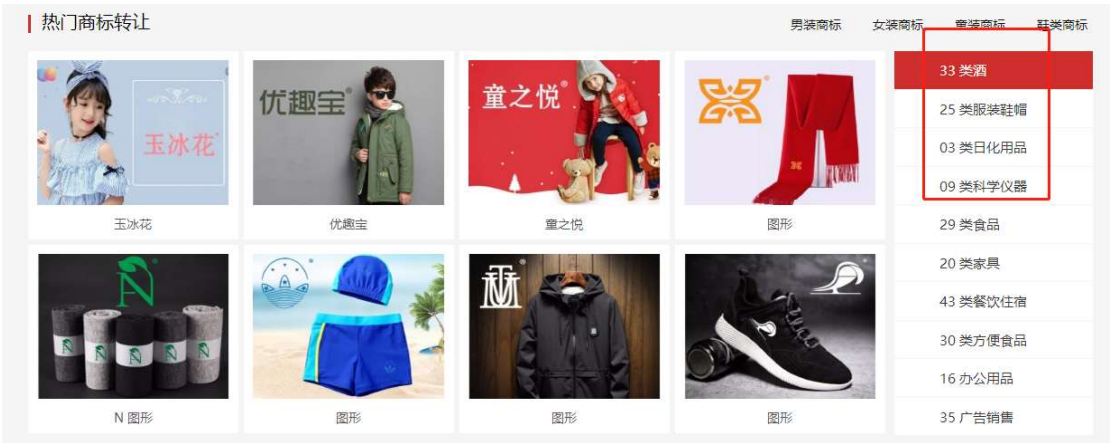 热门商标转让
男装商标 女装商标 童装商标 鞋类商标
玉冰花
优趣宝
童之悦
玉冰花
优趣宝
童之悦
图形
N
N 图形
图形
图形
图形
33 类酒
25 类服装鞋帽
03 类日化用品
09 类科学仪器
29 类食品
20 类家具
43 类餐饮住宿
30 类方便食品
16 办公用品
35 广告销售